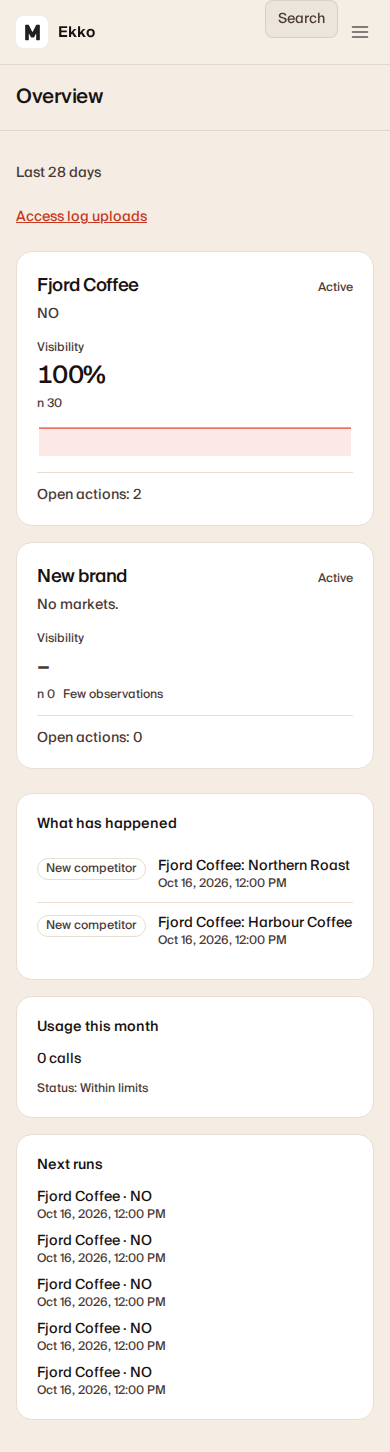 Ekko
Search
Overview
Last 28 days
Access log uploads
Fjord Coffee
Active
NO
Visibility
100%
n 30
Open actions: 2
New brand
Active
No markets.
Visibility
–
n 0 Few observations
Open actions: 0
What has happened
New competitor
Fjord Coffee: Northern Roast
Oct 16, 2026, 12:00 PM
New competitor
Fjord Coffee: Harbour Coffee
Oct 16, 2026, 12:00 PM
Usage this month
0 calls
Status: Within limits
Next runs
Fjord Coffee · NO
Oct 16, 2026, 12:00 PM
Fjord Coffee · NO
Oct 16, 2026, 12:00 PM
Fjord Coffee · NO
Oct 16, 2026, 12:00 PM
Fjord Coffee · NO
Oct 16, 2026, 12:00 PM
Fjord Coffee · NO
Oct 16, 2026, 12:00 PM